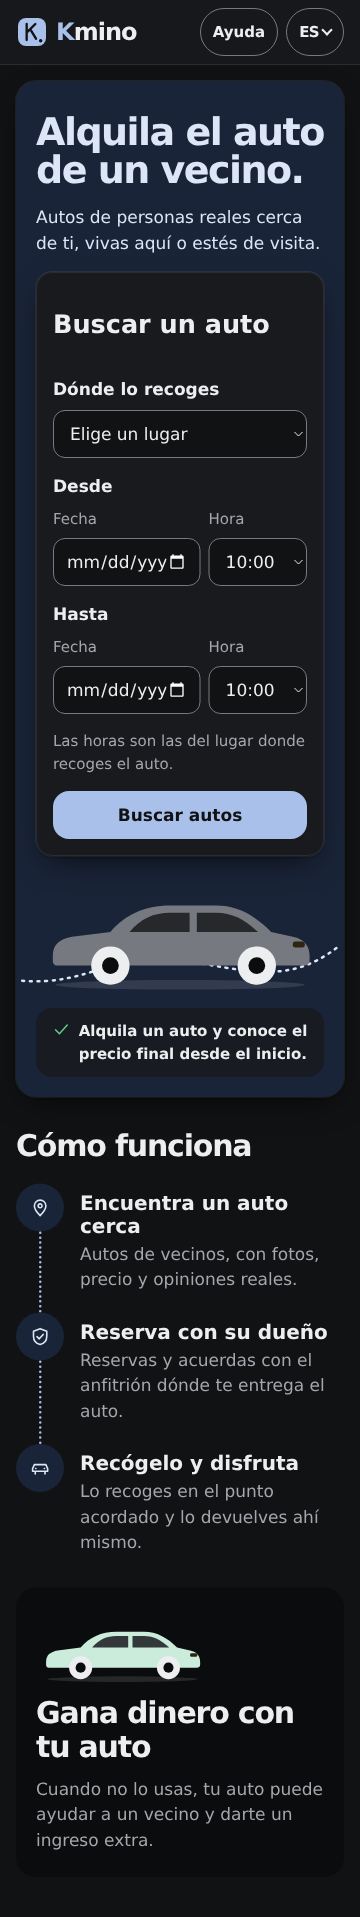 K Kmino
Ayuda
ES
Alquila el auto
de un vecino.
Autos de personas reales cerca
de ti, vivas aquí o estés de visita.
Buscar un auto
Dónde lo recoges
Elige un lugar
Desde
Fecha
Hora
mm/dd/yyy
10:00
Hasta
Fecha
Hora
mm/dd/yyy
10:00
Las horas son las del lugar donde
recoges el auto.
Buscar autos
Alquila un auto y conoce el
precio final desde el inicio.
Cómo funciona
Encuentra un auto
cerca
Autos de vecinos, con fotos,
precio y opiniones reales.
Reserva con su dueño
Reservas y acuerdas con el
anfitrión dónde te entrega el
auto.
Recógelo y disfruta
Lo recoges en el punto
acordado y lo devuelves ahí
mismo.
Gana dinero con
tu auto
Cuando no lo usas, tu auto puede
ayudar a un vecino y darte un
ingreso extra.